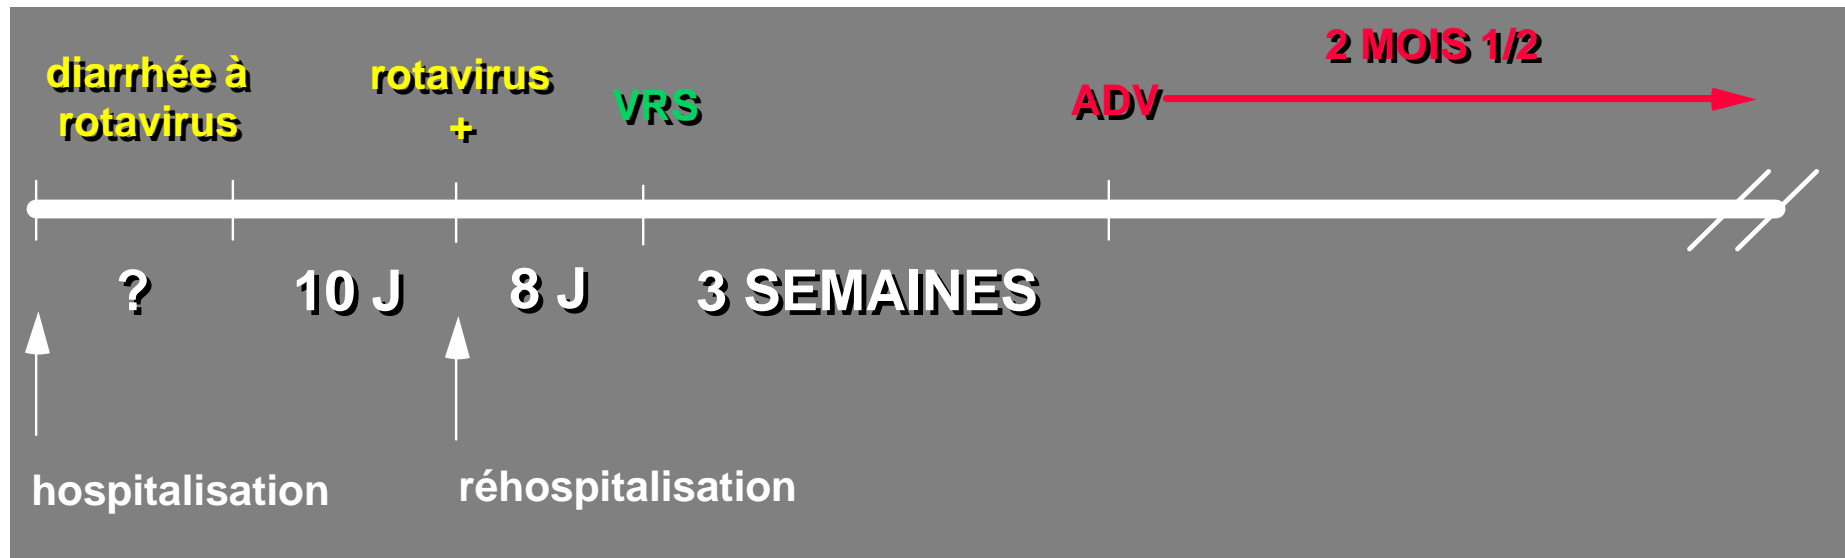 2 MOIS 1/2
diarrhée à
rotavirus
rotavirus
+
VRS
ADV
?
10 J
8 J
3 SEMAINES
hospitalisation
réhospitalisation